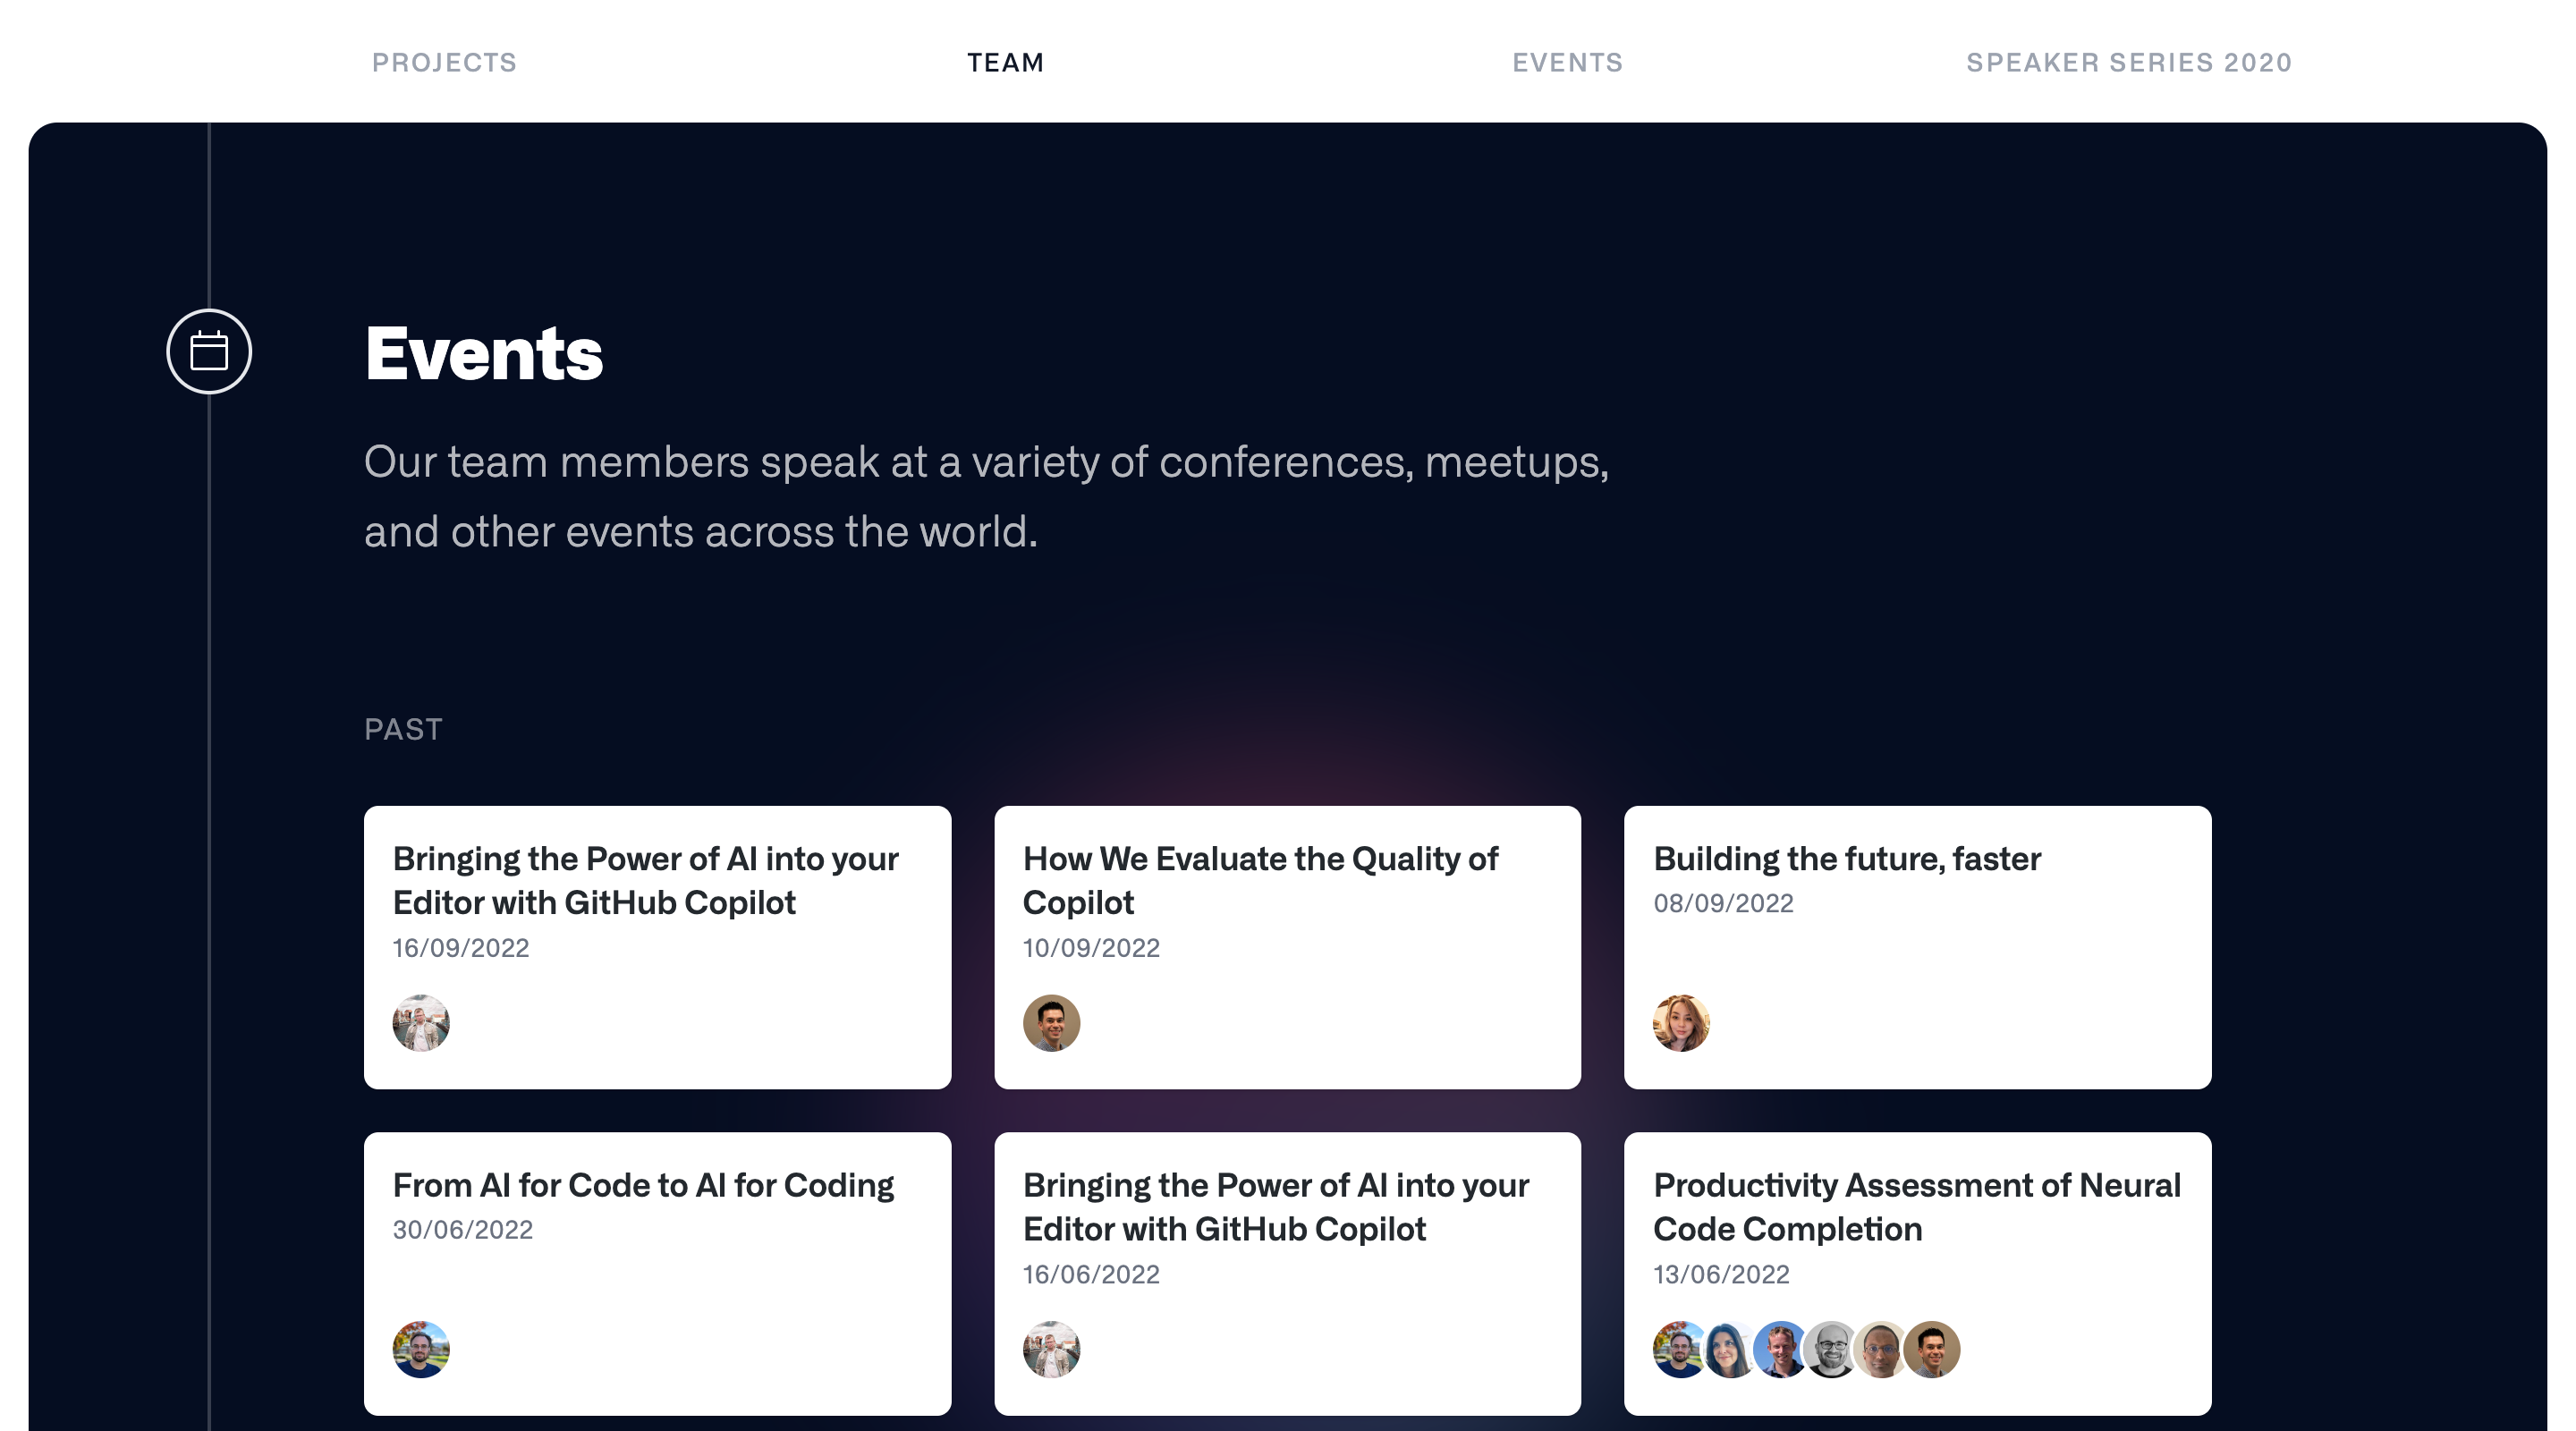 PROJECTS
TEAM
EVENTS
SPEAKER SERIES 2020
Events
Our team members speak at a variety of conferences, meetups,
and other events across the world.
PAST
Bringing the Power of AI into your
Editor with GitHub Copilot
16/09/2022
How We Evaluate the Quality of
Copilot
10/09/2022
Building the future, faster
08/09/2022
From AI for Code to AI for Coding
30/06/2022
Bringing the Power of AI into your
Editor with GitHub Copilot
16/06/2022
Productivity Assessment of Neural
Code Completion
13/06/2022